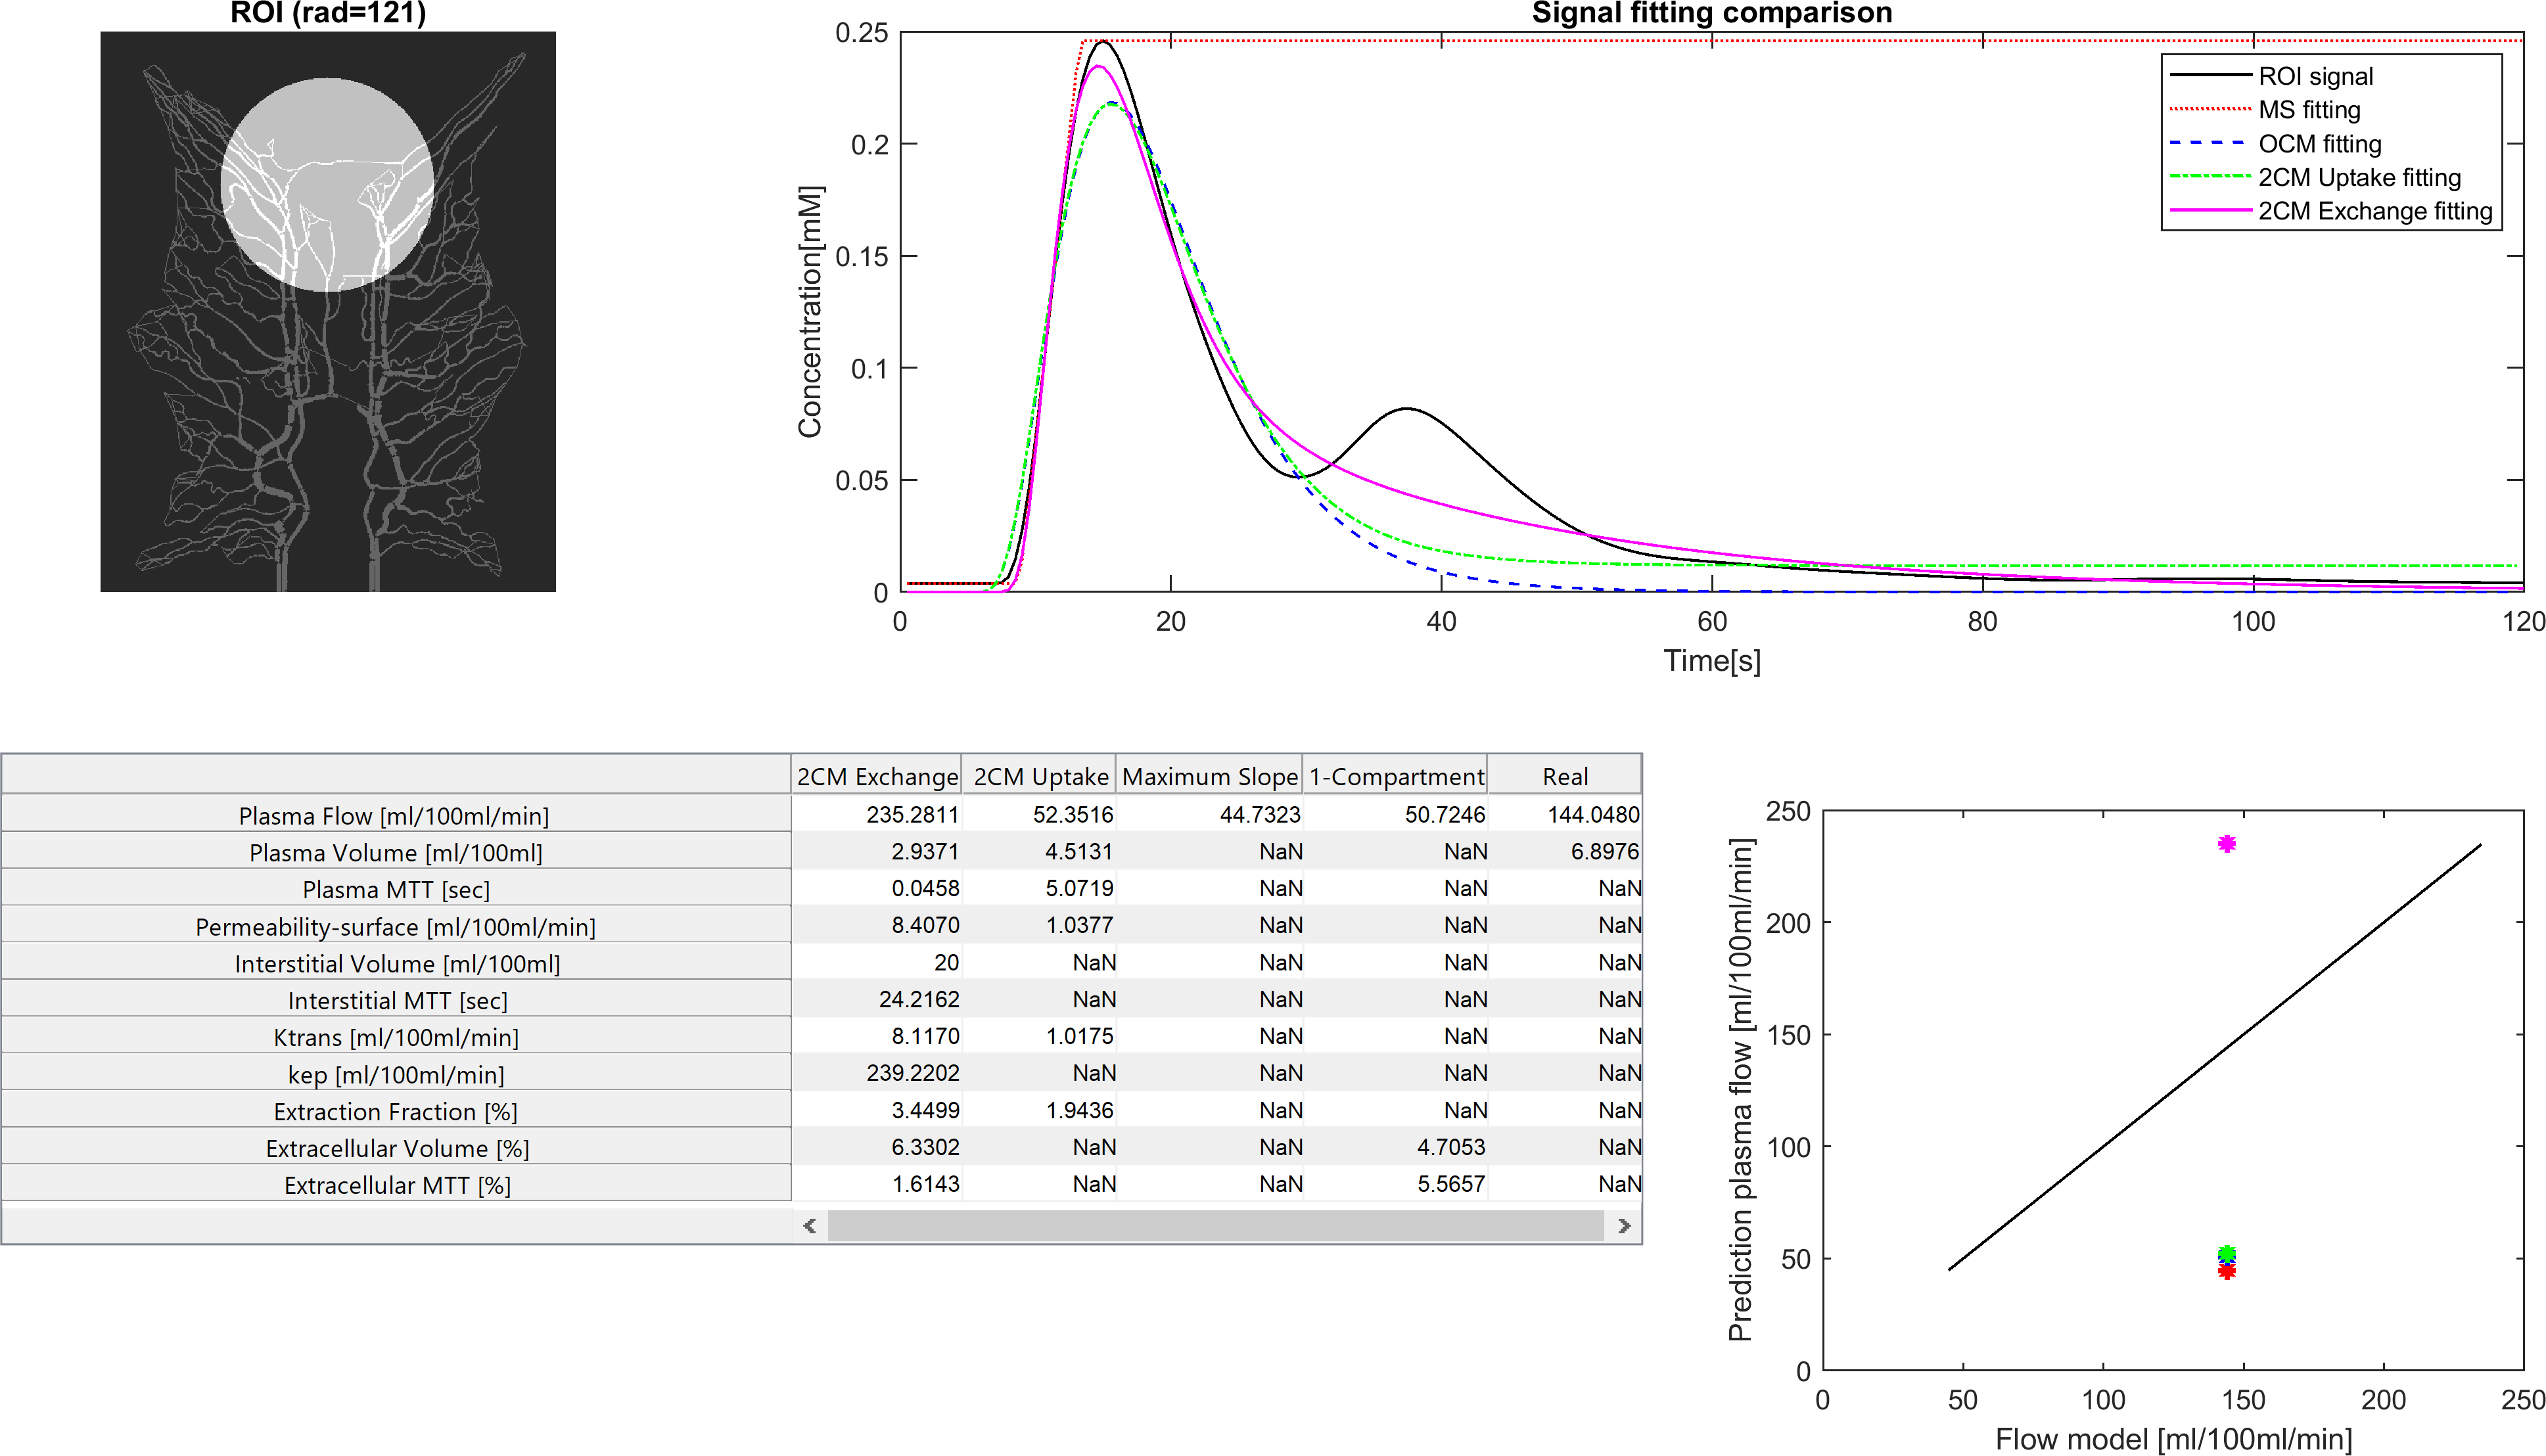 ROI (rad=121)
Signal fitting comparison
0.25
0.2
0.15
0.1
0.05
0
Concentration[mM]
0 20 40 60 80 100 120
Time[s]
ROI signal
MS fitting
OCM fitting
2CM Uptake fitting
2CM Exchange fitting
2CM Exchange 2CM Uptake Maximum Slope 1-Compartment Real
Plasma Flow [ml/100ml/min] 235.2811 52.3516 44.7323 50.7246 144.0480
Plasma Volume [ml/100ml] 2.9371 4.5131 NaN NaN 6.8976
Plasma MTT [sec] 0.0458 5.0719 NaN NaN NaN
Permeability-surface [ml/100ml/min] 8.4070 1.0377 NaN NaN NaN
Interstitial Volume [ml/100ml] 20 NaN NaN NaN NaN
Interstitial MTT [sec] 24.2162 NaN NaN NaN NaN
Ktrans [ml/100ml/min] 8.1170 1.0175 NaN NaN NaN
kep [ml/100ml/min] 239.2202 NaN NaN NaN NaN
Extraction Fraction [%] 3.4499 1.9436 NaN NaN NaN
Extracellular Volume [%] 6.3302 NaN NaN 4.7053 NaN
Extracellular MTT [%] 1.6143 NaN NaN 5.5657 NaN
250
200
150
100
50
0
Prediction plasma flow [ml/100ml/min]
0 50 100 150 200 250
Flow model [ml/100ml/min]